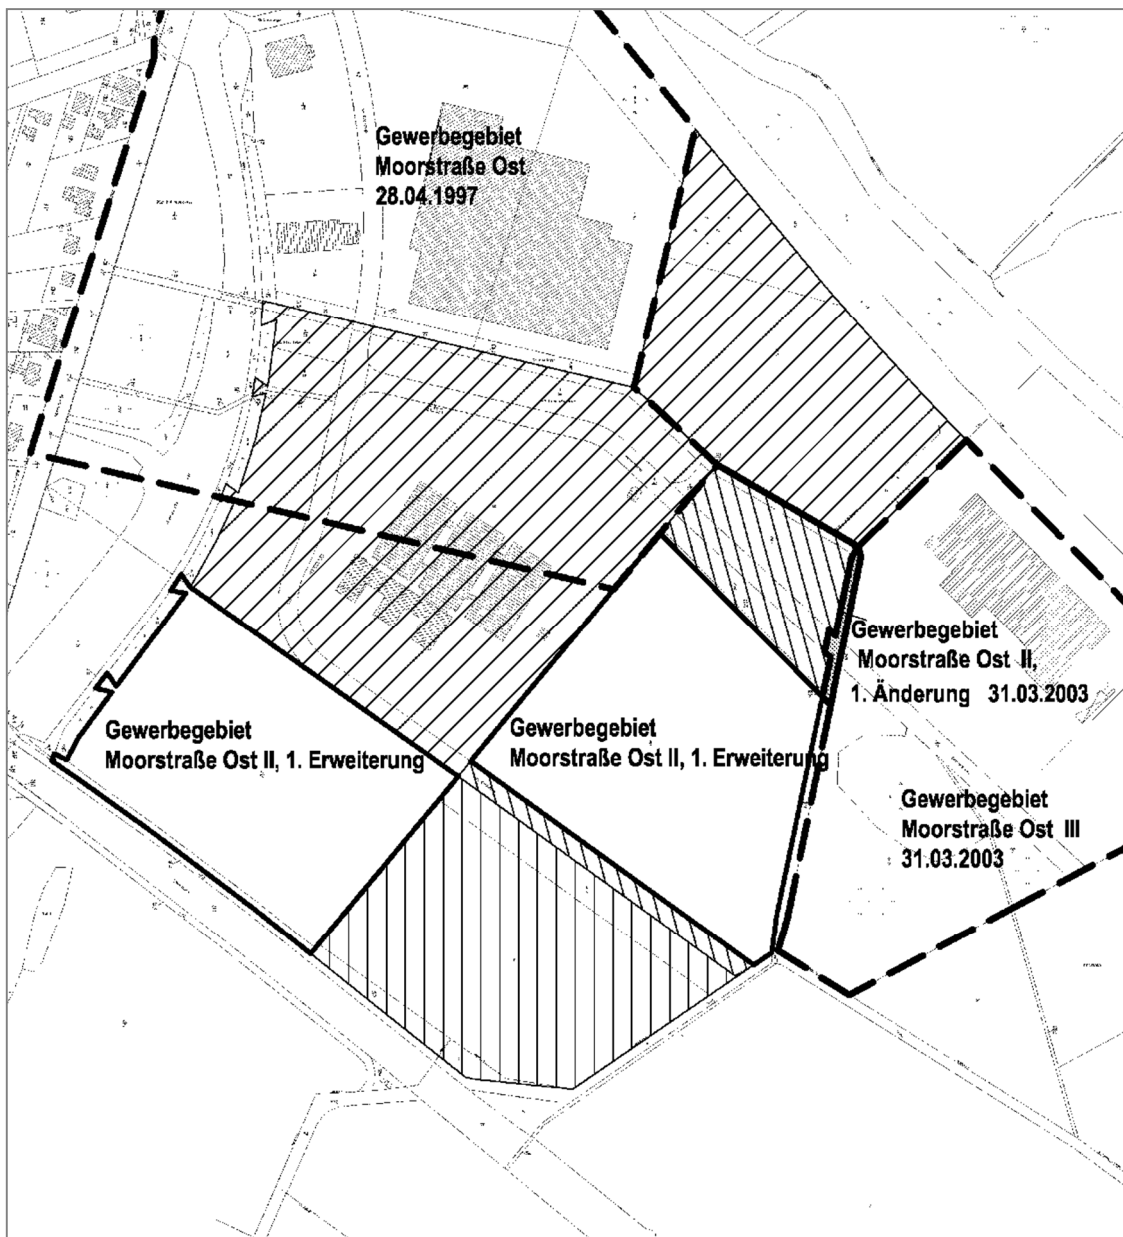 Gewerbegebiet
Moorstraße Ost
28.04.1997
Gewerbegebiet
Moorstraße Ost II,
1. Änderung 31.03.2003
Gewerbegebiet
Moorstraße Ost II, 1. Erweiterung
Gewerbegebiet
Moorstraße Ost II, 1. Erweiterung
Gewerbegebiet
Moorstraße Ost III
31.03.2003